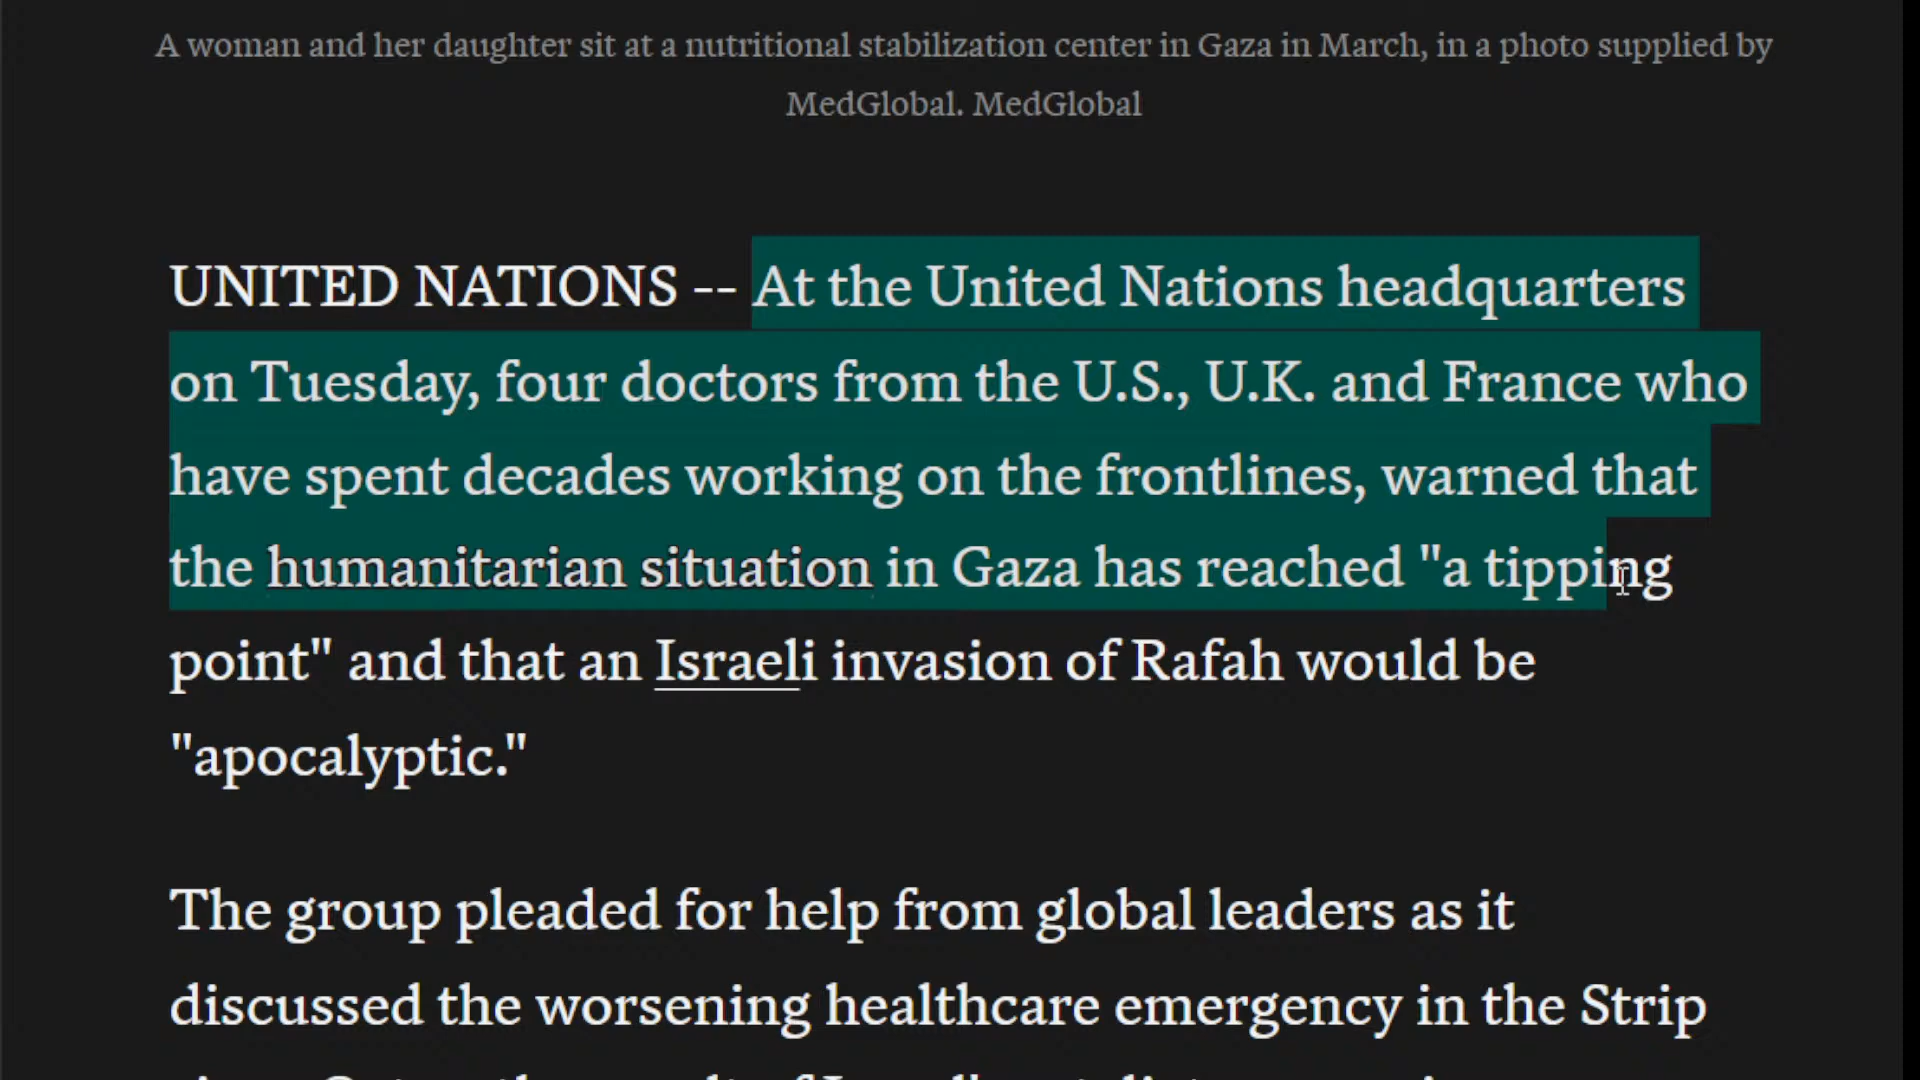 A woman and her daughter sit at a nutritional stabilization center in Gaza in March, in a photo supplied by
MedGlobal. MedGlobal
UNITED NATIONS -- At the United Nations headquarters
on Tuesday, four doctors from the U.S., U.K. and France who
have spent decades working on the frontlines, warned that
the humanitarian situation in Gaza has reached "a tipping
point" and that an Israeli invasion of Rafah would be
"apocalyptic."
The group pleaded for help from global leaders as it
discussed the worsening healthcare emergency in the Strip